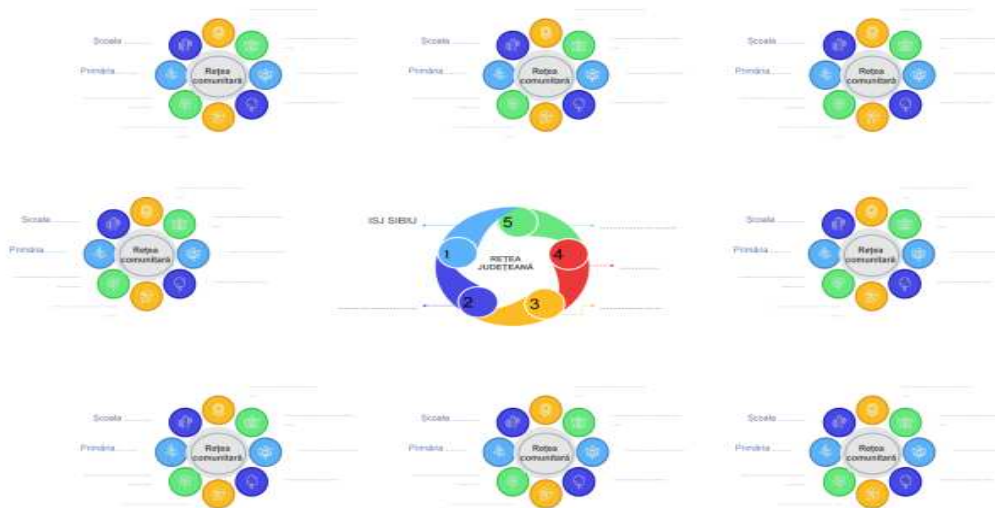 Școala
Primăria
Rețea
comunitară
Școala
Primăria
Rețea
comunitară
Școala
Primăria
Rețea
comunitară
Școala
Primăria
Rețea
comunitară
ISJ SIBIU
1
2
3
4
5
REȚEA
JUDEȚEANĂ
Școala
Primăria
Rețea
comunitară
Școala
Primăria
Rețea
comunitară
Școala
Primăria
Rețea
comunitară
Școala
Primăria
Rețea
comunitară